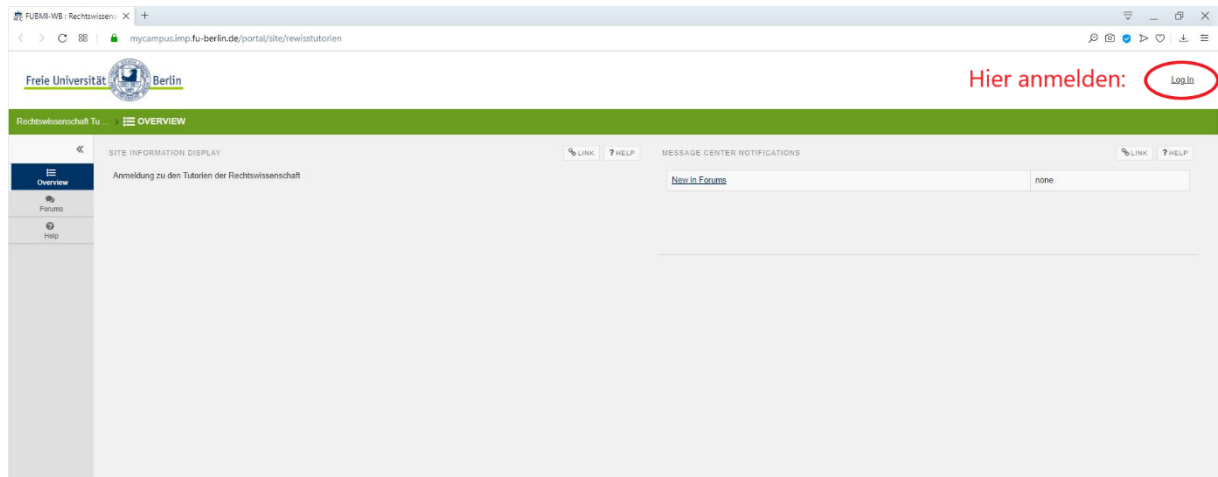 FUBMI-WB : Rechtswissens
mycampus.imp.fu-berlin.de/portal/site/rewisstutorien
Freie Universität Berlin
Hier anmelden:
Log In
Rechtswissenschaft Tu ... > OVERVIEW
SITE INFORMATION DISPLAY
LINK
? HELP
MESSAGE CENTER NOTIFICATIONS
LINK
? HELP
Overview
Anmeldung zu den Tutorien der Rechtswissenschaft
New in Forums
none
Forums
Help